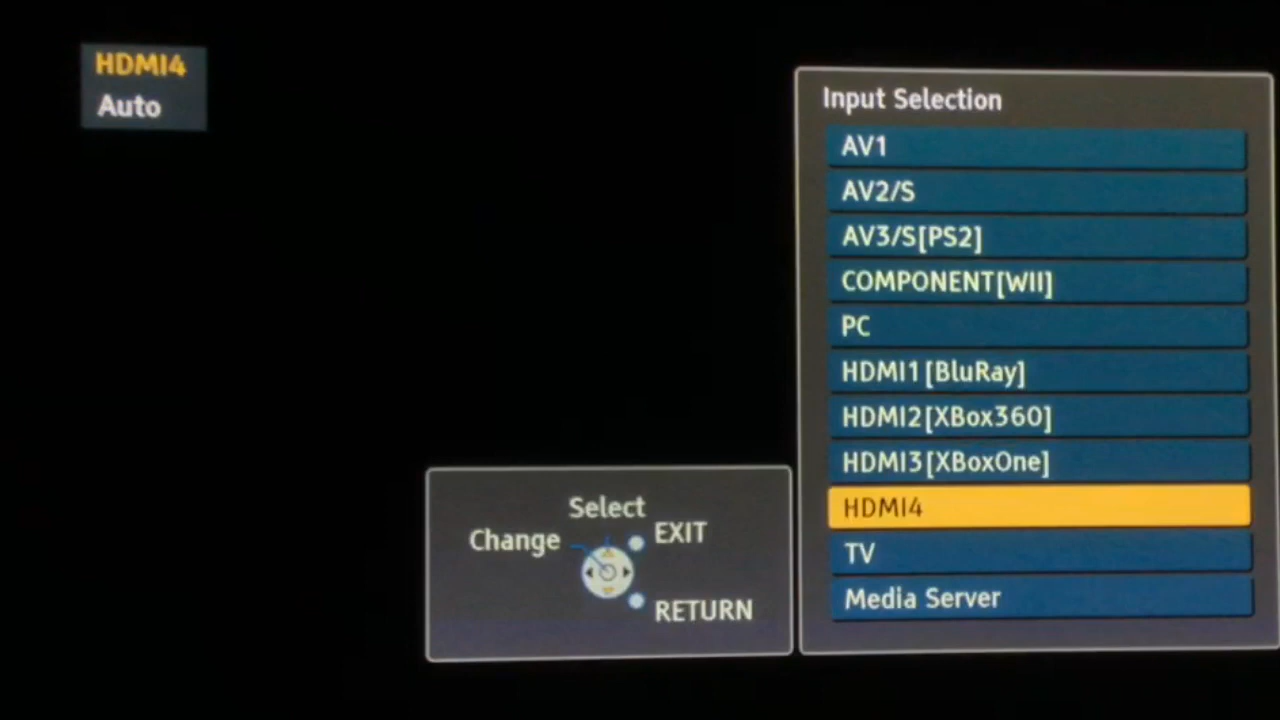 HDMI4
Auto
Input Selection
AV1
AV2/S
AV3/S[PS2]
COMPONENT[WII]
PC
HDMI1[BluRay]
HDMI2[XBox360]
HDMI3[XBoxOne]
HDMI4
TV
Media Server
Select
Change
EXIT
RETURN